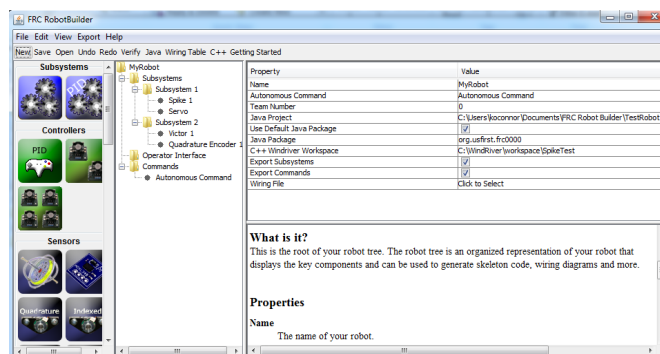 FRC RobotBuilder
File Edit View Export Help
New Save Open Undo Redo Verify Java Wiring Table C++ Getting Started
Subsystems
PID
Controllers
PID
Sensors
Quadrature Indexed
MyRobot
Subsystems
Subsystem 1
Spike 1
Servo
Subsystem 2
Victor 1
Quadrature Encoder 1
Operator Interface
Commands
Autonomous Command
Property Value
Name MyRobot
Autonomous Command Autonomous Command
Team Number 0
Java Project C:\Users\koconnor\Documents\FRC Robot Builder\TestRobot
Use Default Java Package
Java Package org.usfirst.frc0000
C++ Windriver Workspace C:\WindRiver\workspace\SpikeTest
Export Subsystems
Export Commands
Wiring File Click to Select
What is it?
This is the root of your robot tree. The robot tree is an organized representation of your robot that
displays the key components and can be used to generate skeleton code, wiring diagrams and more.
Properties
Name
The name of your robot.